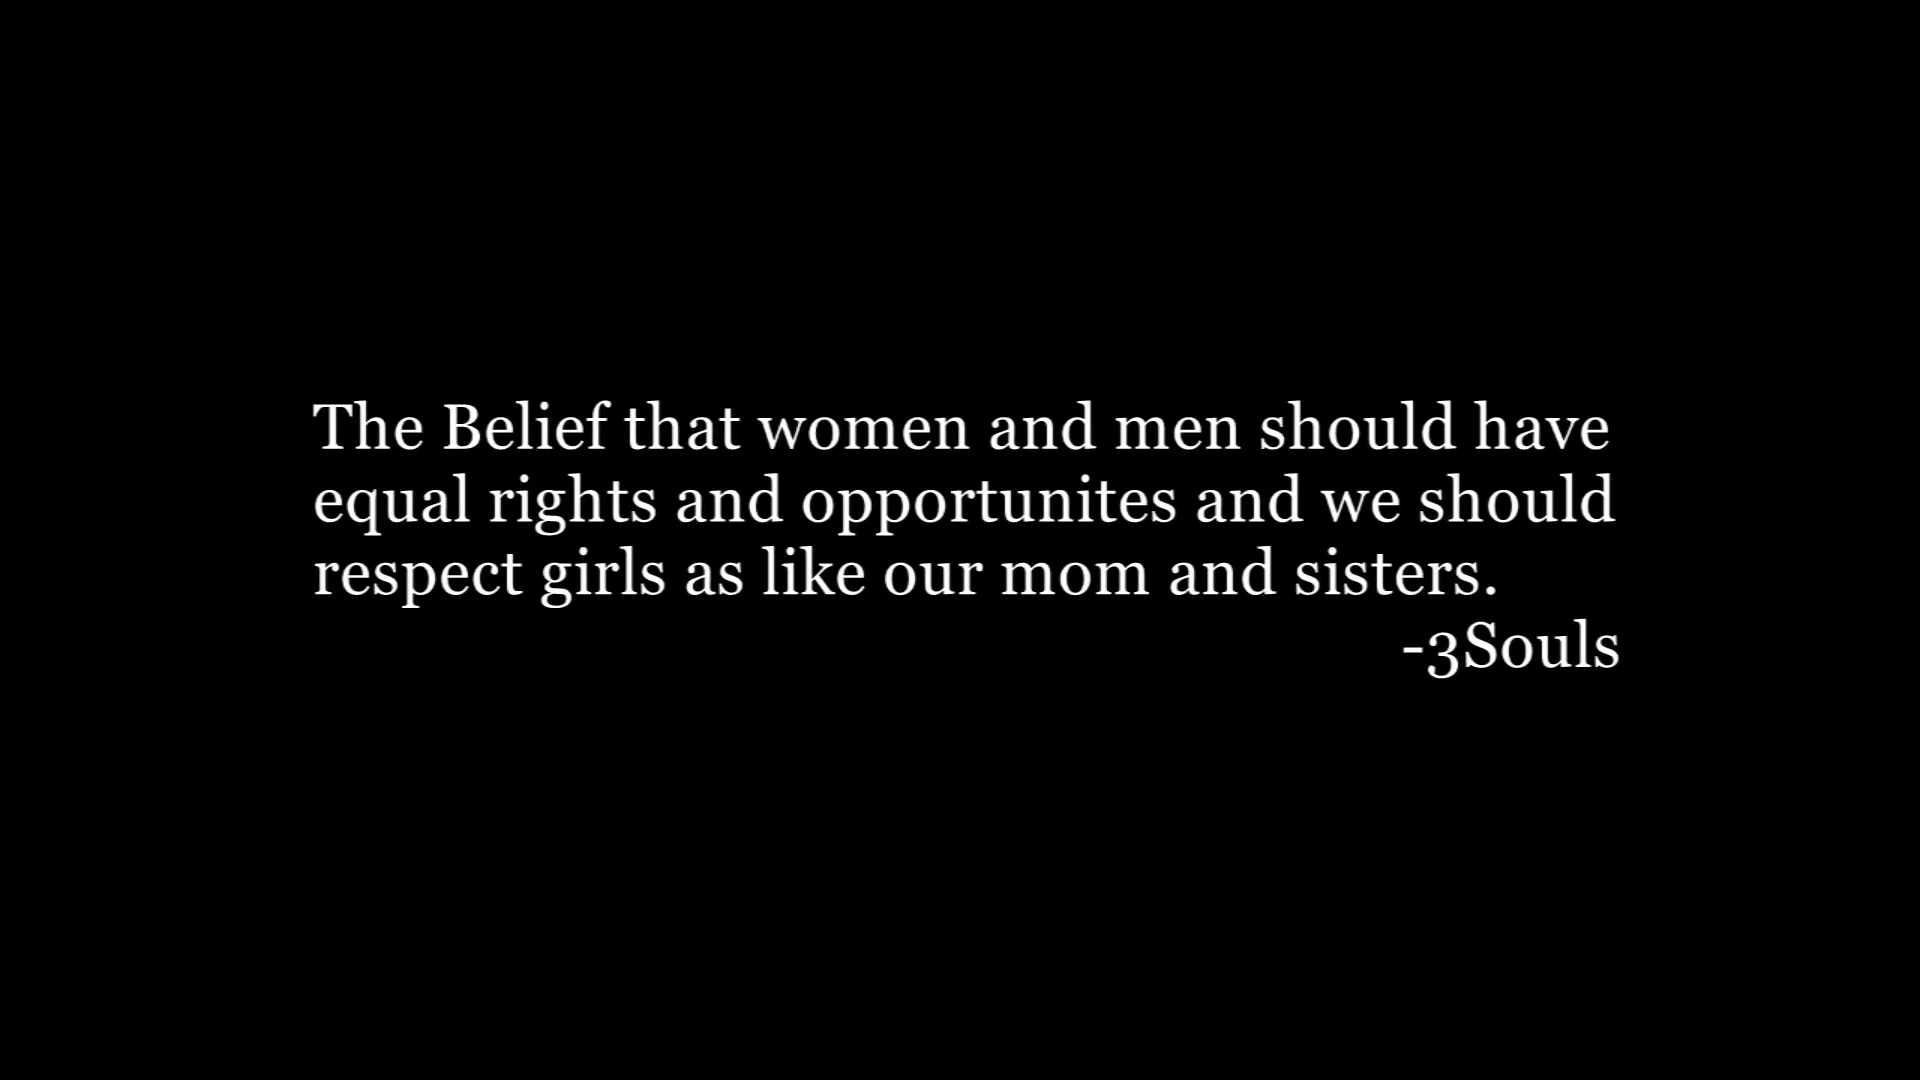 The Belief that women and men should have
equal rights and opportunites and we should
respect girls as like our mom and sisters.
-3Souls